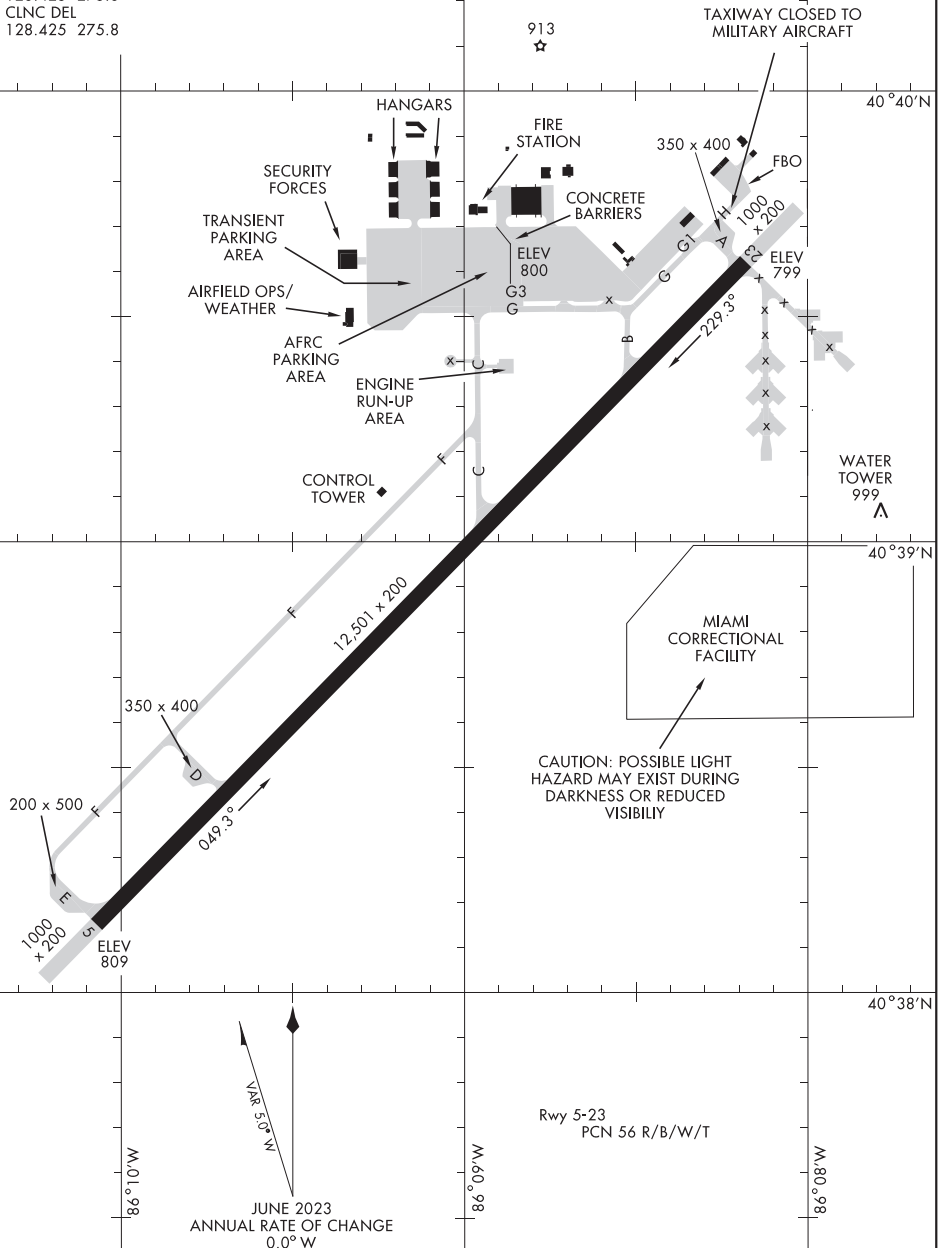 CLNC DEL
128.425 275.8
913
TAXIWAY CLOSED TO
MILITARY AIRCRAFT
40°40'N
HANGARS
FIRE
STATION
350 x 400
FBO
SECURITY
FORCES
CONCRETE
BARRIERS
H
1000
x 200
TRANSIENT
PARKING
AREA
A
G1
23
ELEV
799
ELEV
800
G
AIRFIELD OPS/
WEATHER
G3
G
x
x
x
x
x
x
x
x
x
x
229.3°
B
AFRC
PARKING
AREA
x
C
ENGINE
RUN-UP
AREA
F
C
CONTROL
TOWER
WATER
TOWER
999
40°39'N
12,501 x 200
F
MIAMI
CORRECTIONAL
FACILITY
350 x 400
D
CAUTION: POSSIBLE LIGHT
HAZARD MAY EXIST DURING
DARKNESS OR REDUCED
VISIBILIY
200 x 500
F
049.3°
E
5
1000
x 200
ELEV
809
40°38'N
VAR 5.0° W
Rwy 5-23
PCN 56 R/B/W/T
86°10'W
86°09'W
86°08'W
JUNE 2023
ANNUAL RATE OF CHANGE
0.0° W